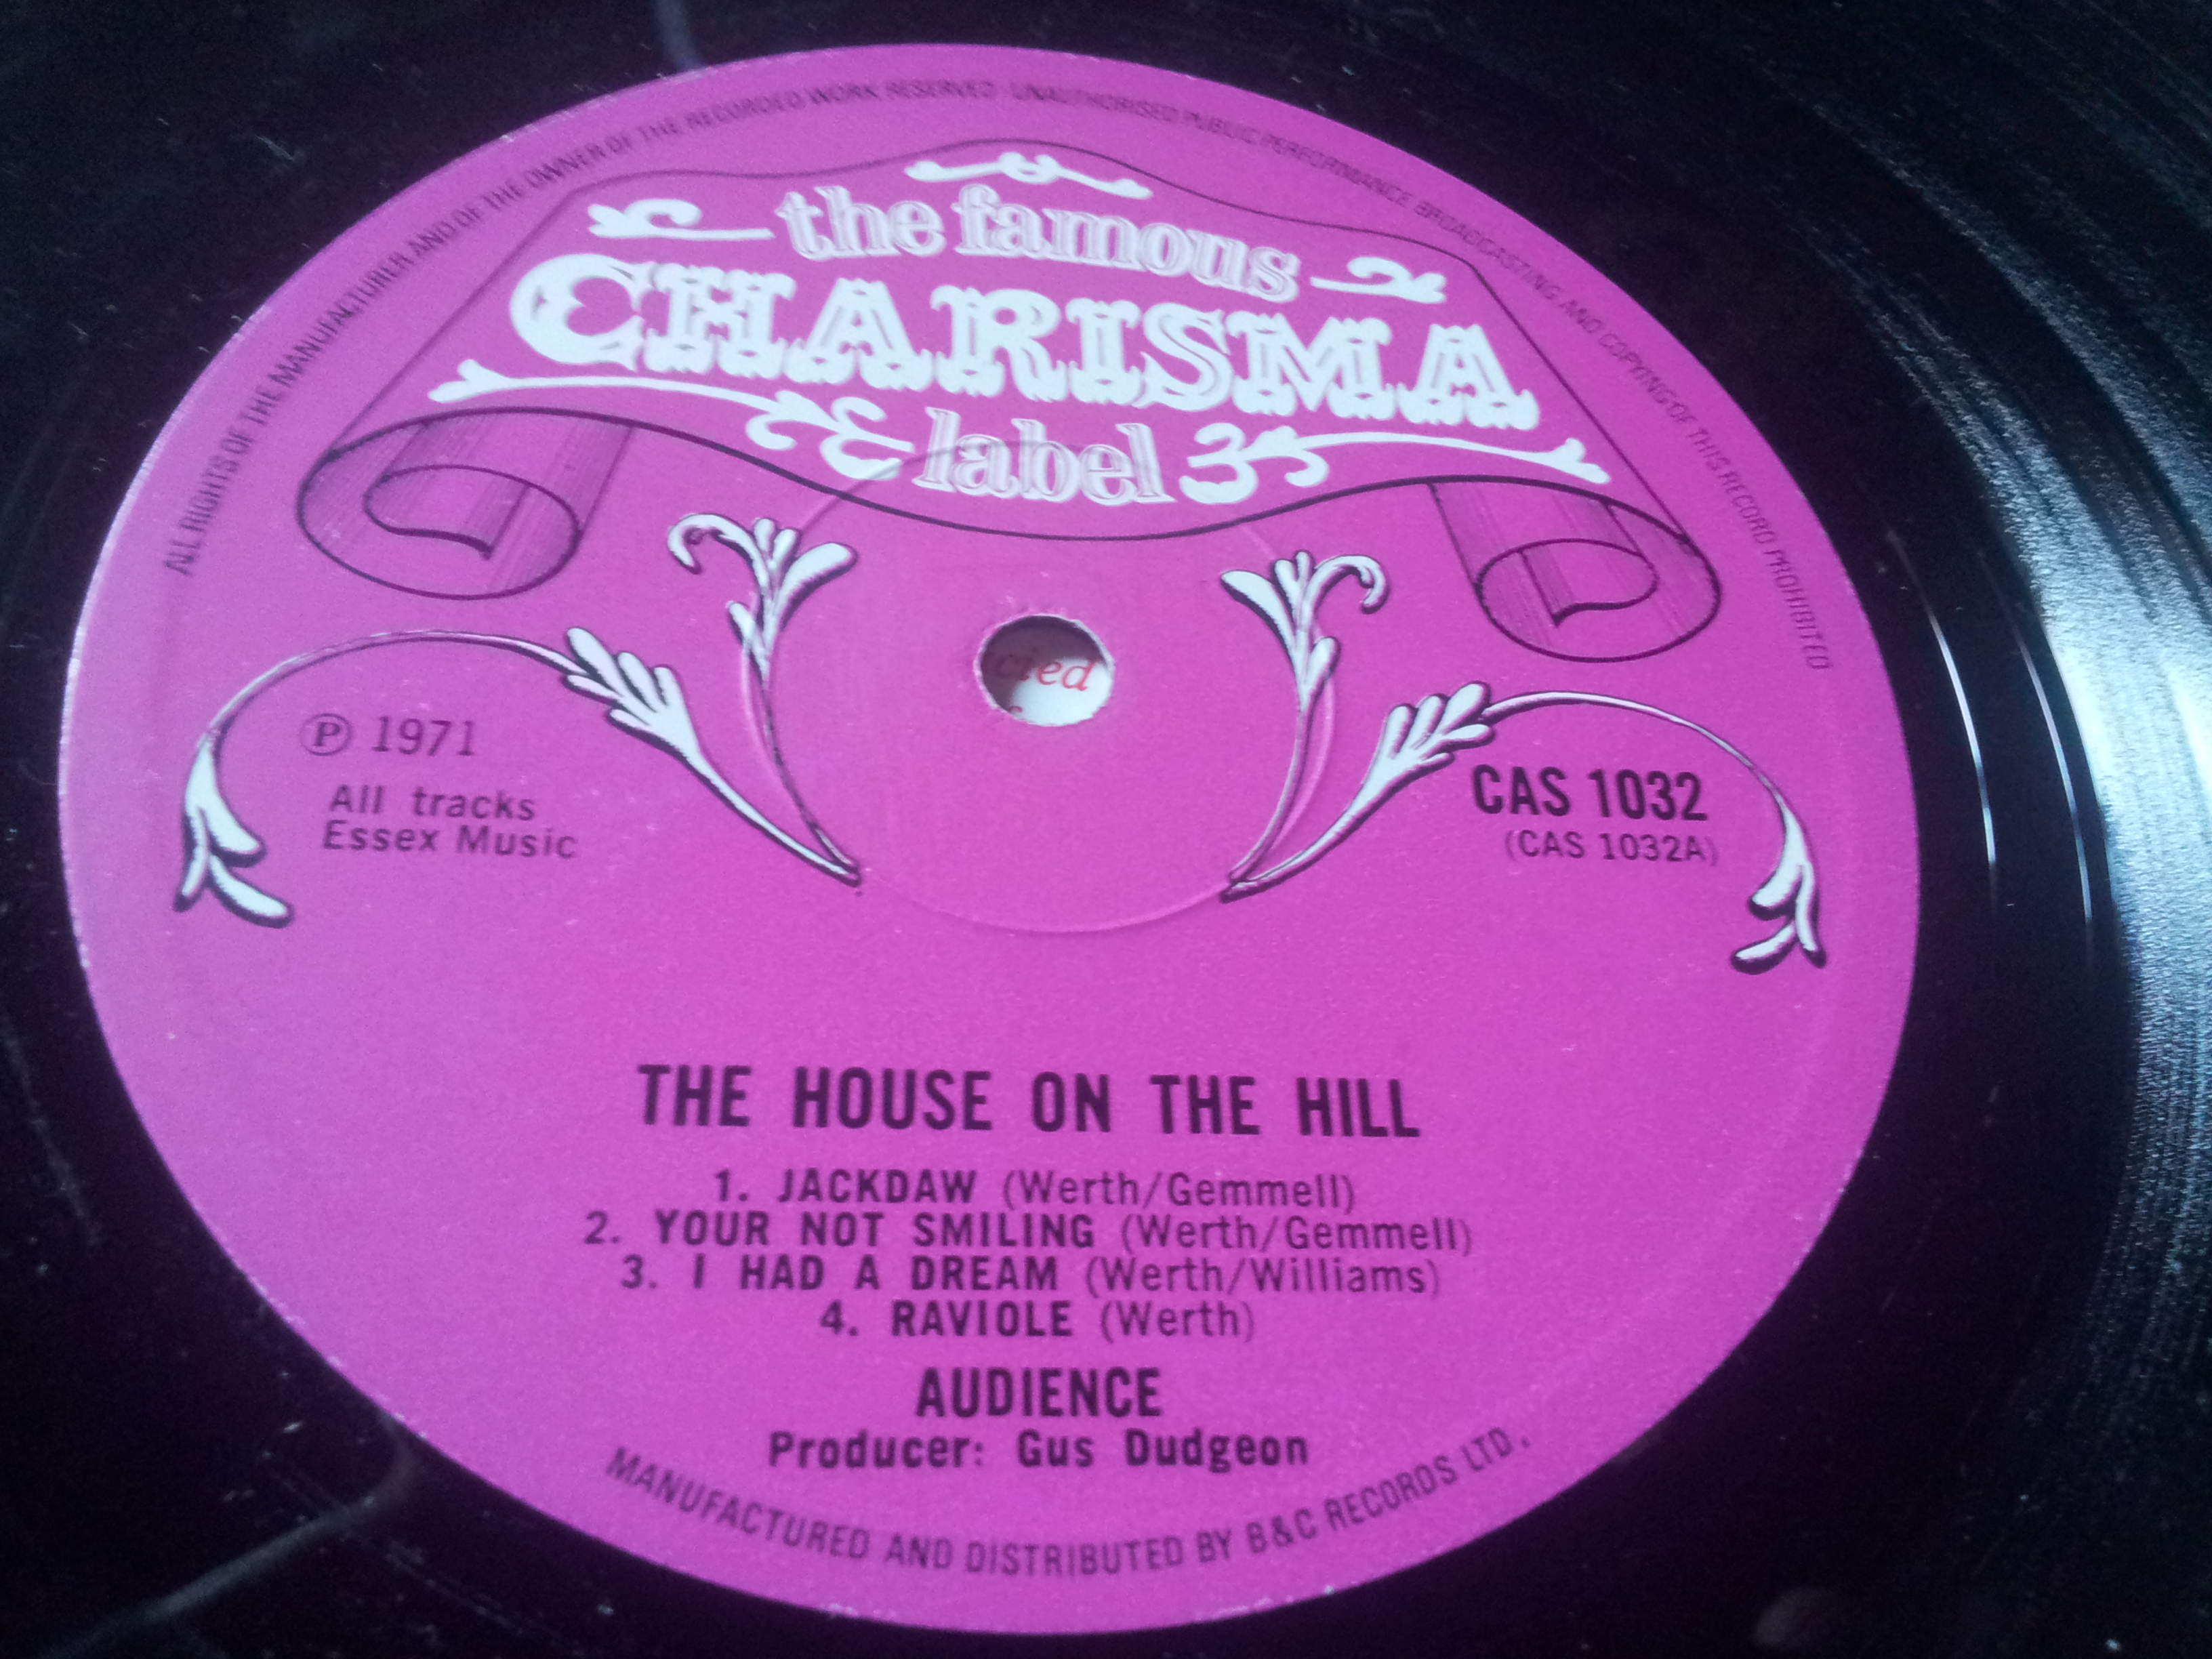 ALL RIGHTS OF THE MANUFACTURER AND OF THE OWNER OF THE RECORDED WORK RESERVED · UNAUTHORISED PUBLIC PERFORMANCE BROADCASTING AND COPYING OF THIS RECORD PROHIBITED
the famous
CHARISMA
label
cied
℗ 1971
All tracks
Essex Music
CAS 1032
(CAS 1032A)
THE HOUSE ON THE HILL
1. JACKDAW (Werth/Gemmell)
2. YOUR NOT SMILING (Werth/Gemmell)
3. I HAD A DREAM (Werth/Williams)
4. RAVIOLE (Werth)
AUDIENCE
Producer: Gus Dudgeon
MANUFACTURED AND DISTRIBUTED BY B&C RECORDS LTD.